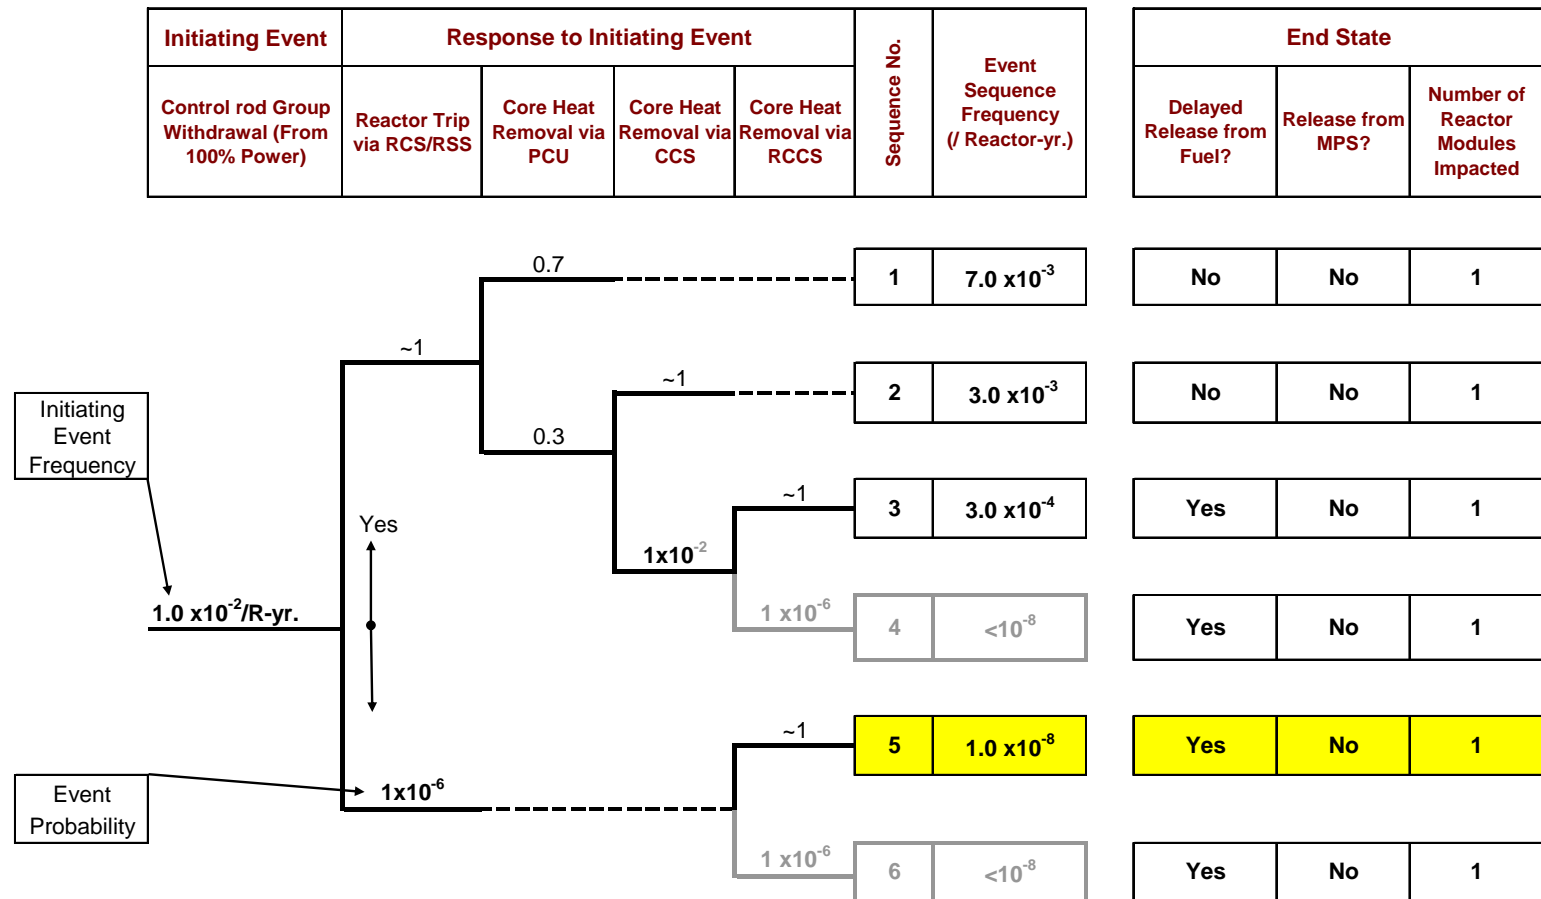 Initiating Event
Response to Initiating Event
Sequence No.
Event
Sequence
Frequency
(/ Reactor-yr.)
End State
Control rod Group
Withdrawal (From
100% Power)
Reactor Trip
via RCS/RSS
Core Heat
Removal via
PCU
Core Heat
Removal via
CCS
Core Heat
Removal via
RCCS
Delayed
Release from
Fuel?
Release from
MPS?
Number of
Reactor
Modules
Impacted
0.7
1
7.0 x10⁻³
No
No
1
~1
~1
2
3.0 x10⁻³
No
No
1
Initiating
Event
Frequency
0.3
~1
3
3.0 x10⁻⁴
Yes
No
1
Yes
1x10⁻²
1.0 x10⁻²/R-yr.
1 x10⁻⁶
4
<10⁻⁸
Yes
No
1
~1
5
1.0 x10⁻⁸
Yes
No
1
Event
Probability
1x10⁻⁶
1 x10⁻⁶
6
<10⁻⁸
Yes
No
1